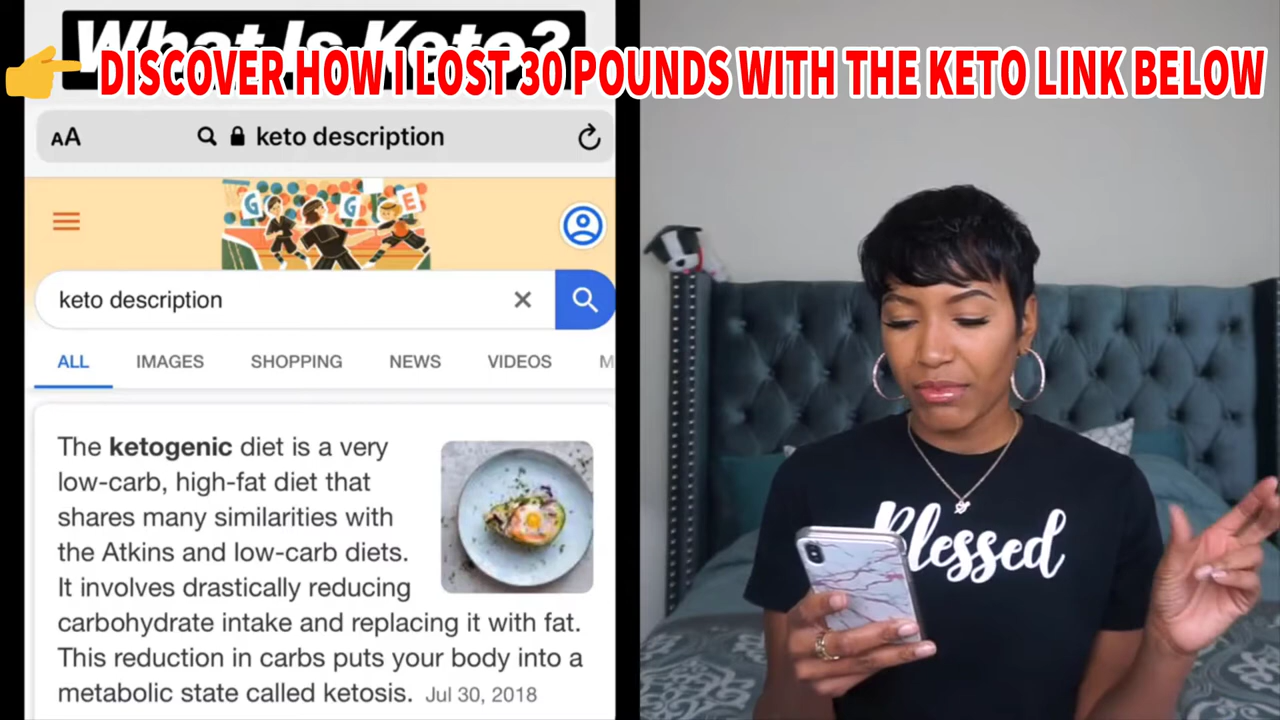 What Is Keto?
DISCOVER HOW I LOST 30 POUNDS WITH THE KETO LINK BELOW
AA keto description
G G E
keto description
ALL IMAGES SHOPPING NEWS VIDEOS M
The ketogenic diet is a very
low-carb, high-fat diet that
shares many similarities with
the Atkins and low-carb diets.
It involves drastically reducing
carbohydrate intake and replacing it with fat.
This reduction in carbs puts your body into a
metabolic state called ketosis. Jul 30, 2018
Blessed